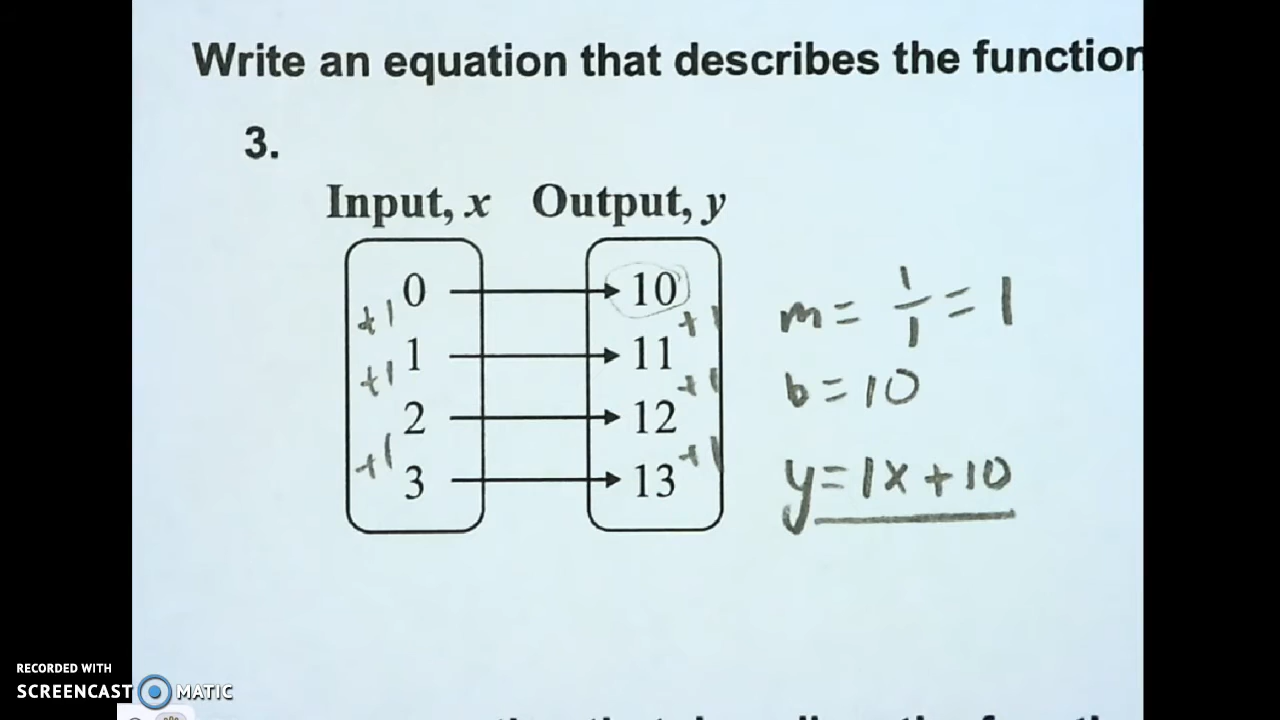 Write an equation that describes the function
3.
Input, x Output, y
0 10
+1 +1
1 11
+1 +1
2 12
+1 +1
3 13
m = 1/1 = 1
b = 10
y = 1x + 10
RECORDED WITH
SCREENCAST MATIC